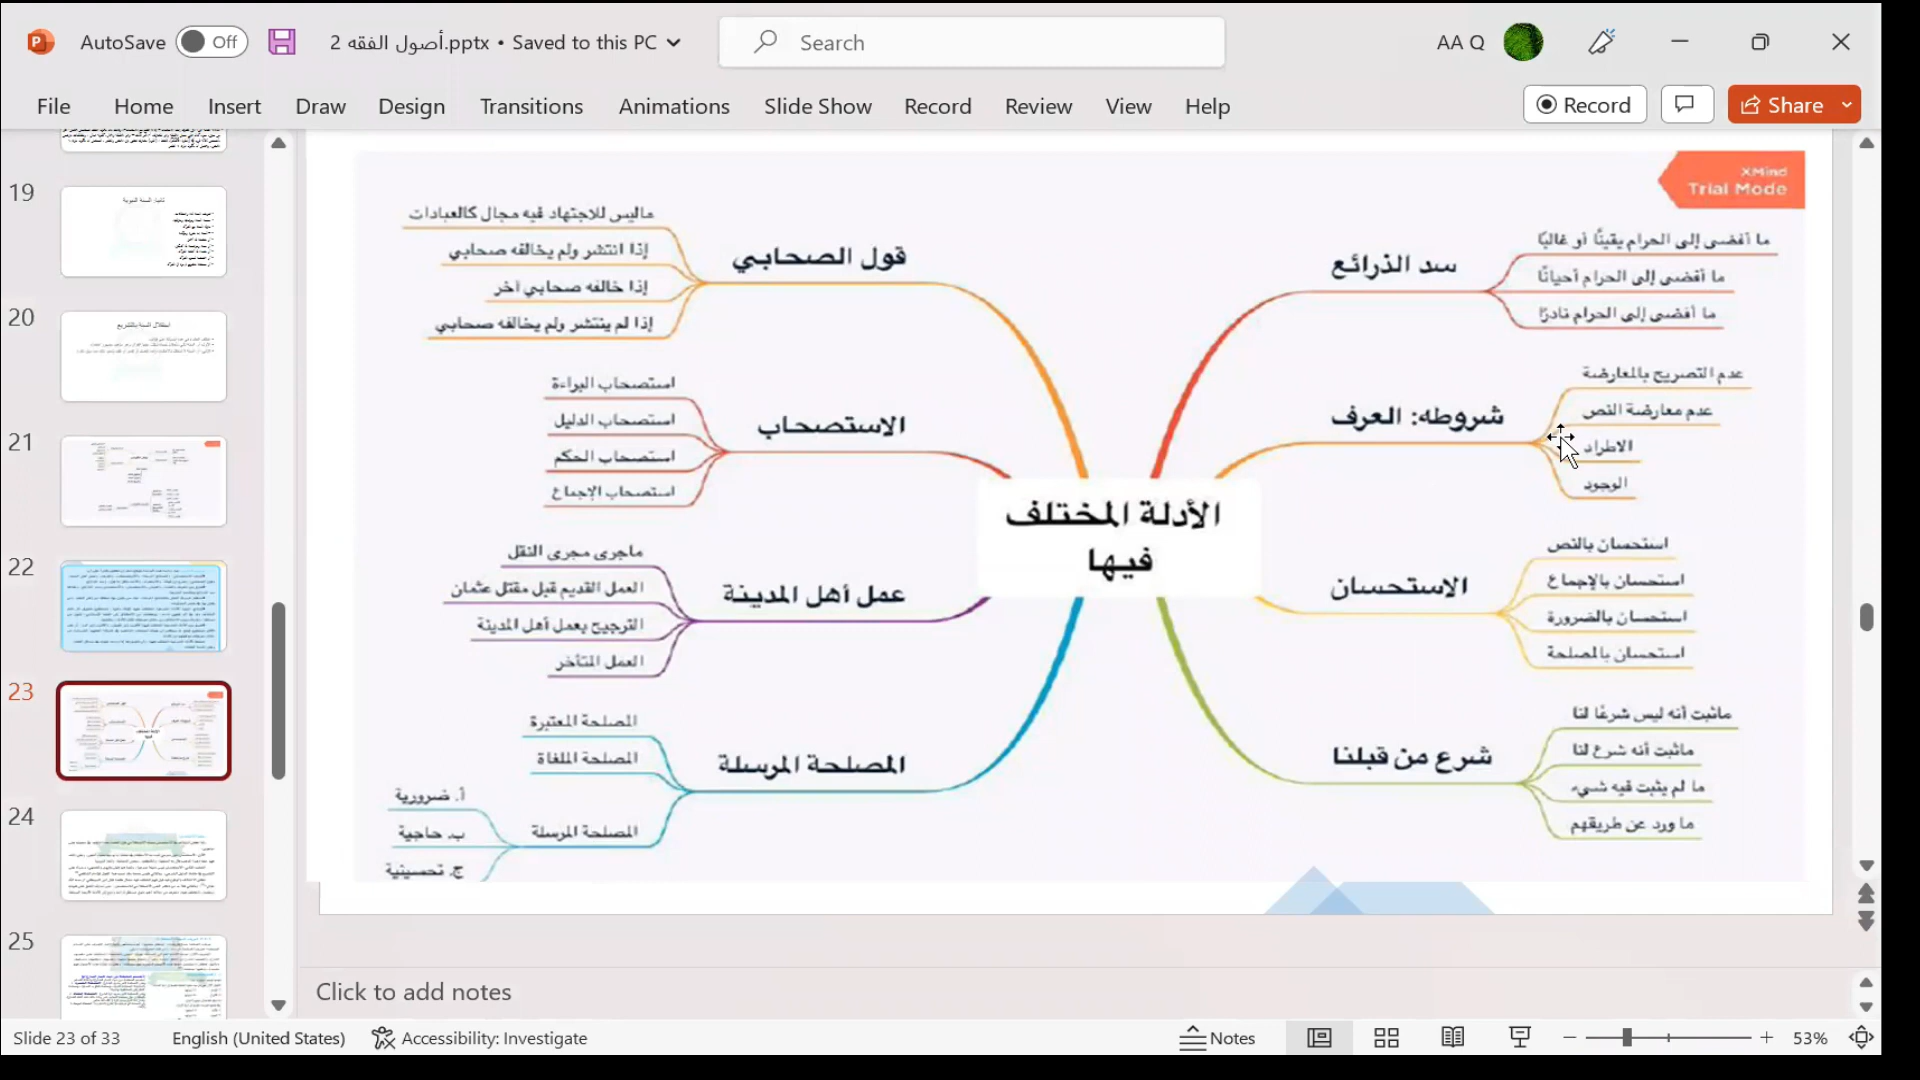 AutoSave Off أصول الفقه 2.pptx • Saved to this PC Search AA Q
File Home Insert Draw Design Transitions Animations Slide Show Record Review View Help Record Share
XMind
Trial Mode
الأدلة المختلف
فيها
سد الذرائع
ما أفضى إلى الحرام يقينًا أو غالبًا
ما أفضى إلى الحرام أحيانًا
ما أفضى إلى الحرام نادرًا
شروطه: العرف
عدم التصريح بالمعارضة
عدم معارضة النص
الاطراد
الوجود
الاستحسان
استحسان بالنص
استحسان بالإجماع
استحسان بالضرورة
استحسان بالمصلحة
شرع من قبلنا
ماثبت أنه ليس شرعًا لنا
ماثبت أنه شرع لنا
ما لم يثبت فيه شيء
ما ورد عن طريقهم
قول الصحابي
ماليس للاجتهاد فيه مجال كالعبادات
إذا انتشر ولم يخالفه صحابي
إذا خالفه صحابي آخر
إذا لم ينتشر ولم يخالفه صحابي
الاستصحاب
استصحاب البراءة
استصحاب الدليل
استصحاب الحكم
استصحاب الإجماع
عمل أهل المدينة
ماجرى مجرى النقل
العمل القديم قبل مقتل عثمان
الترجيح بعمل أهل المدينة
العمل المتأخر
المصلحة المرسلة
المصلحة المعتبرة
المصلحة الملغاة
المصلحة المرسلة
أ. ضرورية
ب. حاجية
ج. تحسينية
19
20
استقلال السنة بالتشريع
21
22
23
24
25
Click to add notes
Slide 23 of 33 English (United States) Accessibility: Investigate Notes 53%